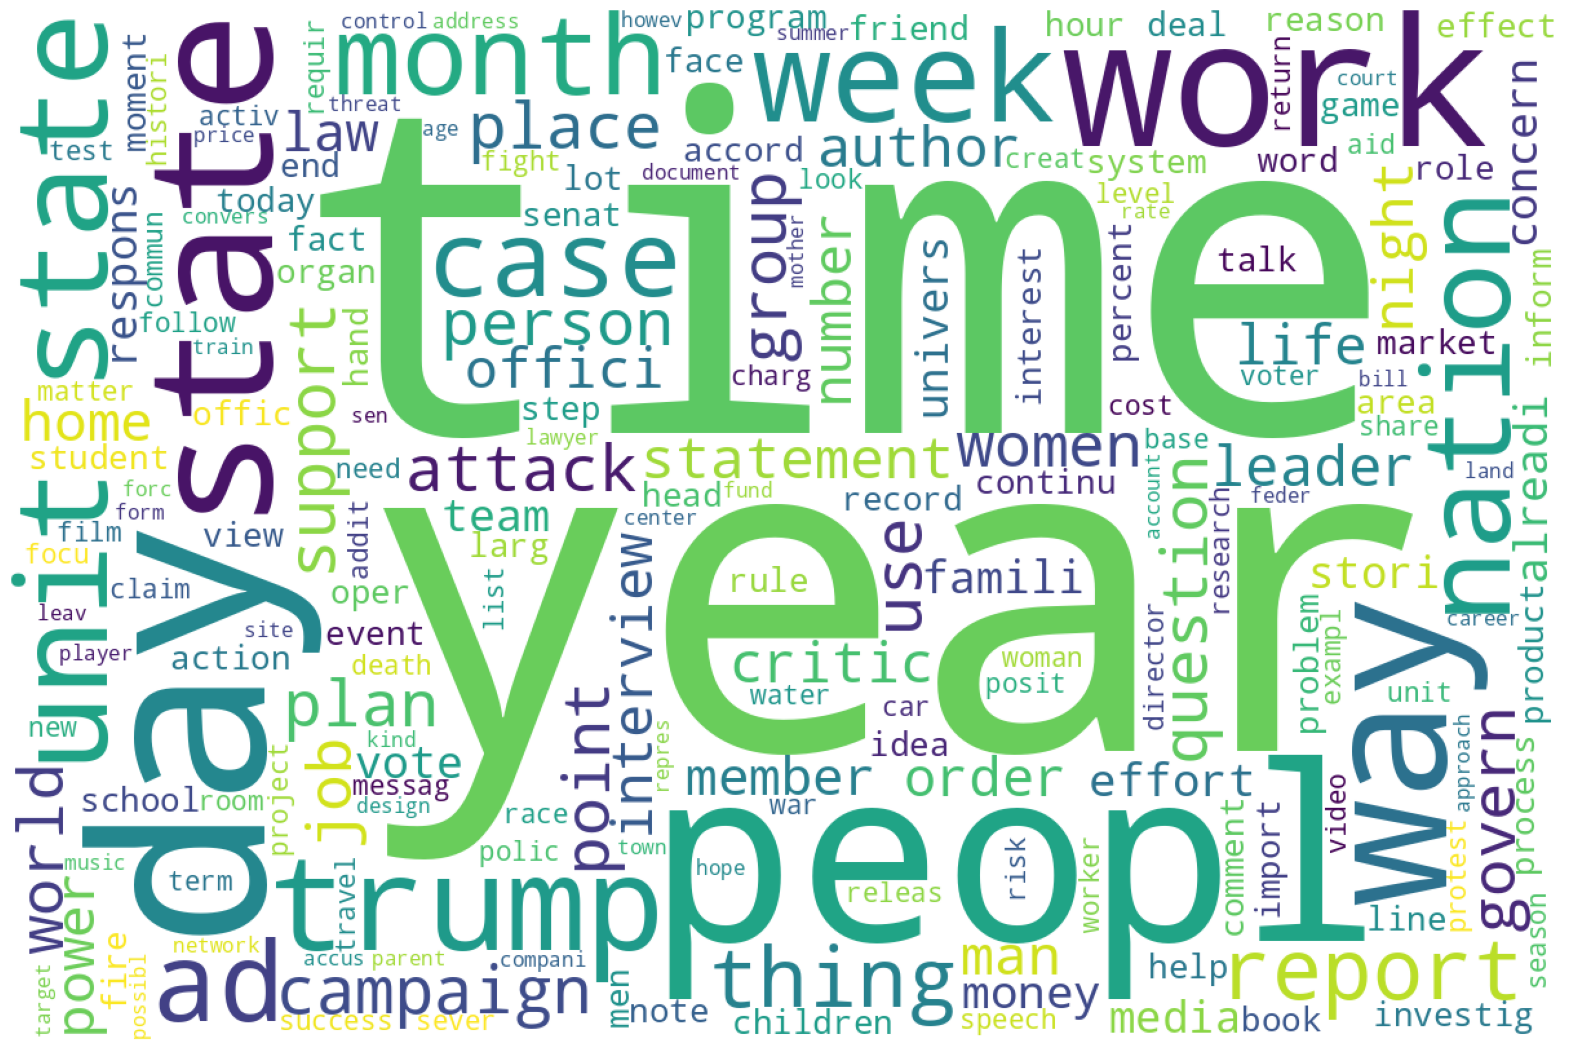 time
year
state
unit state
day
work
peopl
way
nation
week
month
trump
ad
campaign
thing
report
case
person
offici
place
law
author
group
number
univers
interest
percent
life
night
market
concern
inform
leader
women
statement
attack
support
home
student
offic
hand
organ
fact
today
end
activ
price
histori
moment
test
respons
commun
convers
follow
train
matter
requir
control
address
threat
age
howev
program
summer
friend
face
hour
deal
reason
effect
return
court
game
aid
role
word
system
creat
level
rate
look
document
accord
lot
senat
fight
mother
charg
step
lawyer
sen
need
talk
voter
bill
area
share
cost
base
continu
record
head
fund
center
team
larg
list
oper
addit
view
film
form
forc
focu
claim
leav
player
site
action
event
death
plan
new
kind
vote
job
messag
design
project
room
school
world
power
music
term
fire
network
target
possibl
success
sever
accus
parent
travel
compani
men
note
children
money
man
speech
media
book
investig
help
line
comment
import
video
risk
worker
releas
hope
war
town
polic
race
repres
point
interview
use
famili
rule
critic
woman
posit
water
car
idea
member
order
effort
director
question
research
account
feder
land
stori
problem
exampl
career
unit
approach
govern
protest
process
season
product
alreadi